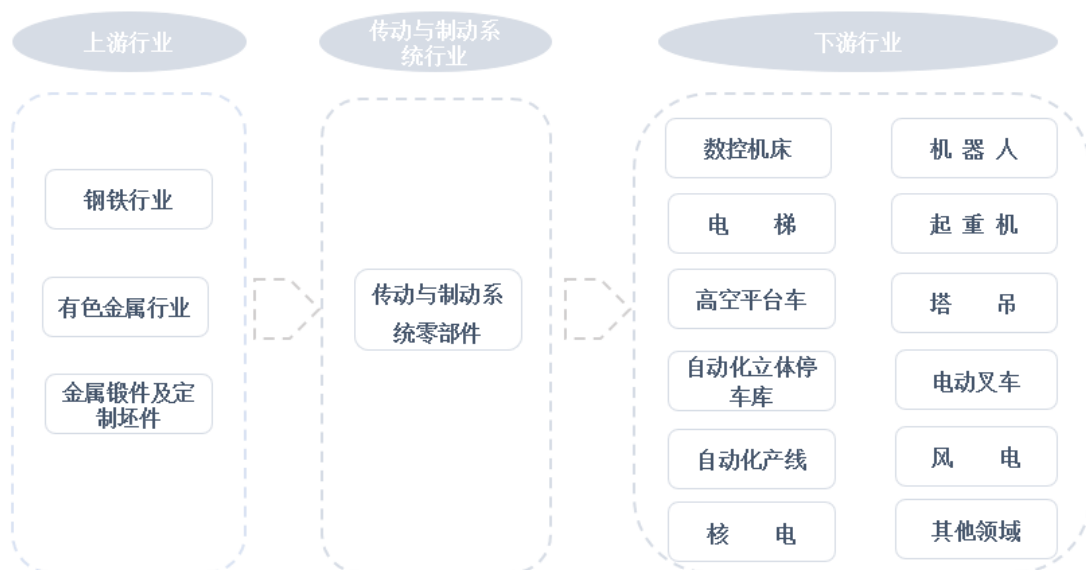 上游行业
传动与制动系
统行业
下游行业
钢铁行业
有色金属行业
金属锻件及定
制坯件
传动与制动系
统零部件
数控机床
机 器 人
电 梯
起 重 机
高空平台车
塔 吊
自动化立体停
车库
电动叉车
自动化产线
风 电
核 电
其他领域